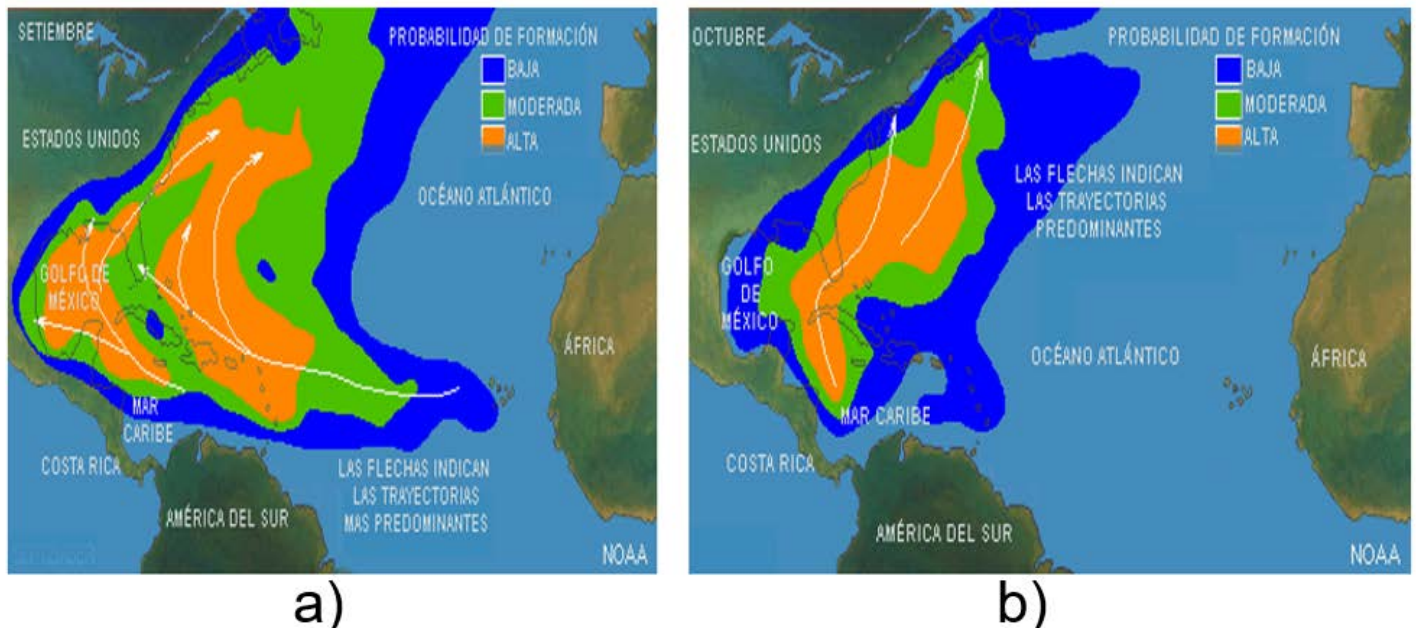 SETIEMBRE
PROBABILIDAD DE FORMACIÓN
BAJA
MODERADA
ALTA
ESTADOS UNIDOS
OCÉANO ATLÁNTICO
GOLFO DE
MÉXICO
ÁFRICA
MAR
CARIBE
COSTA RICA
LAS FLECHAS INDICAN
LAS TRAYECTORIAS
MAS PREDOMINANTES
AMÉRICA DEL SUR
NOAA
a)
OCTUBRE
PROBABILIDAD DE FORMACIÓN
BAJA
MODERADA
ALTA
ESTADOS UNIDOS
LAS FLECHAS INDICAN
LAS TRAYECTORIAS
PREDOMINANTES
GOLFO
DE
MÉXICO
OCÉANO ATLÁNTICO
ÁFRICA
MAR CARIBE
COSTA RICA
AMÉRICA DEL SUR
NOAA
b)